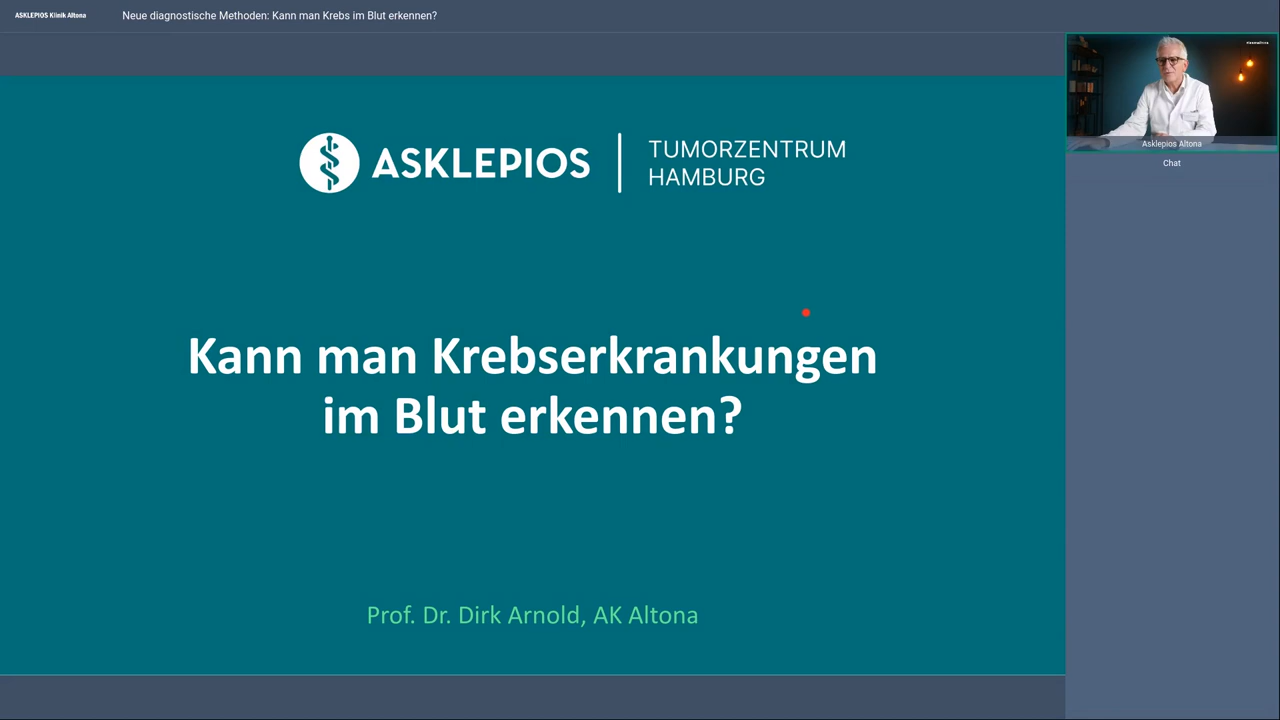 ASKLEPIOS Klinik Altona
Neue diagnostische Methoden: Kann man Krebs im Blut erkennen?
ASKLEPIOS
TUMORZENTRUM
HAMBURG
Kann man Krebserkrankungen
im Blut erkennen?
Prof. Dr. Dirk Arnold, AK Altona
Asklepios Altona
Chat